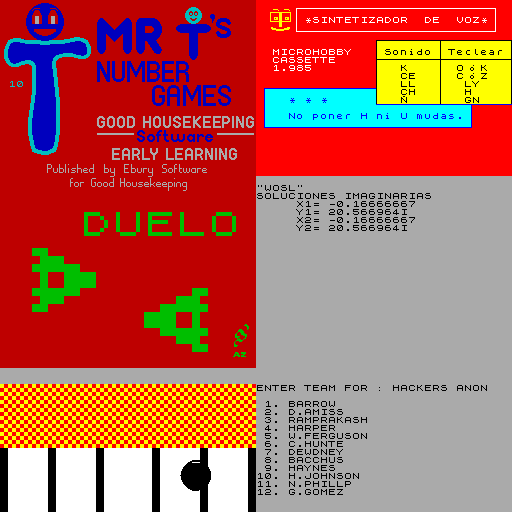 10
MR T's
NUMBER
GAMES
GOOD HOUSEKEEPING
Software
EARLY LEARNING
Published by Ebury Software
for Good Housekeeping
DUELO
AZ
*SINTETIZADOR DE VOZ*
MICROHOBBY
CASSETTE
1.985
Sonido Teclear
K O ó K
CE C ó Z
LL LY
CH H
Ñ GN
* * *
No poner H ni U mudas.
"WOSL"
SOLUCIONES IMAGINARIAS
X1= -0.16666667
Y1= 20.566964I
X2= -0.16666667
Y2= 20.566964I
ENTER TEAM FOR : HACKERS ANON
1. BARROW
2. D.AMISS
3. RAMPRAKASH
4. HARPER
5. W.FERGUSON
6. C.HUNTE
7. DEWDNEY
8. BACCHUS
9. HAYNES
10. H.JOHNSON
11. N.PHILLP
12. G.GOMEZ